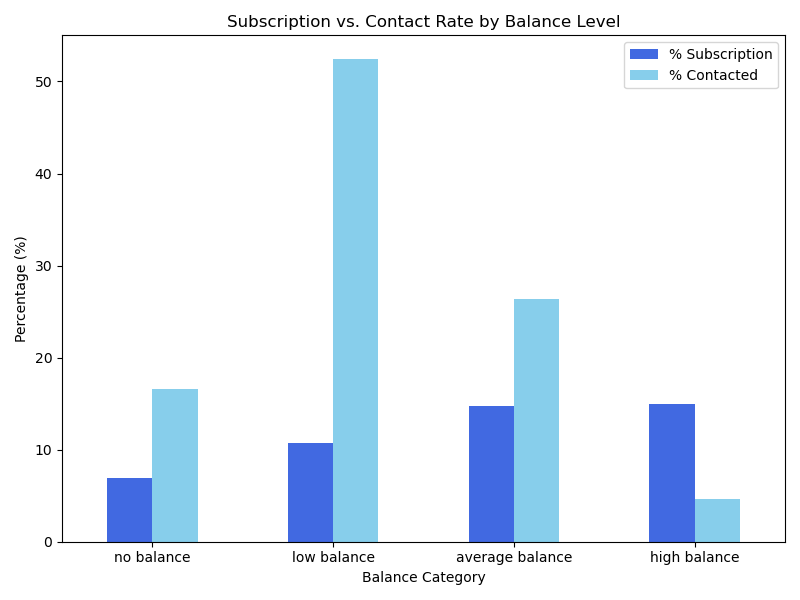 Subscription vs. Contact Rate by Balance Level
% Subscription
% Contacted
Percentage (%)
50
40
30
20
10
0
no balance
low balance
average balance
high balance
Balance Category